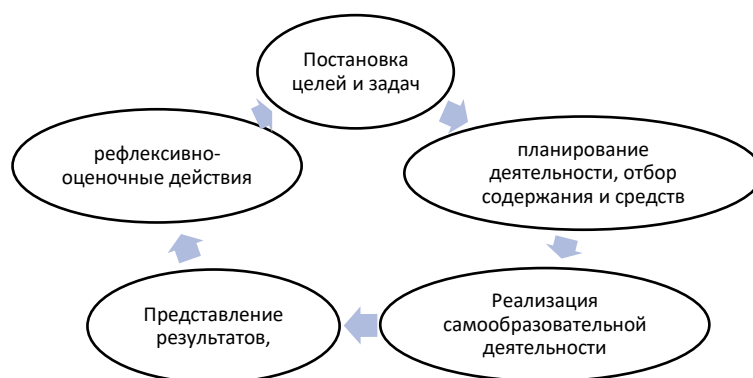 Постановка
целей и задач
планирование
деятельности, отбор
содержания и средств
Реализация
самообразовательной
деятельности
Представление
результатов,
рефлексивно-
оценочные действия